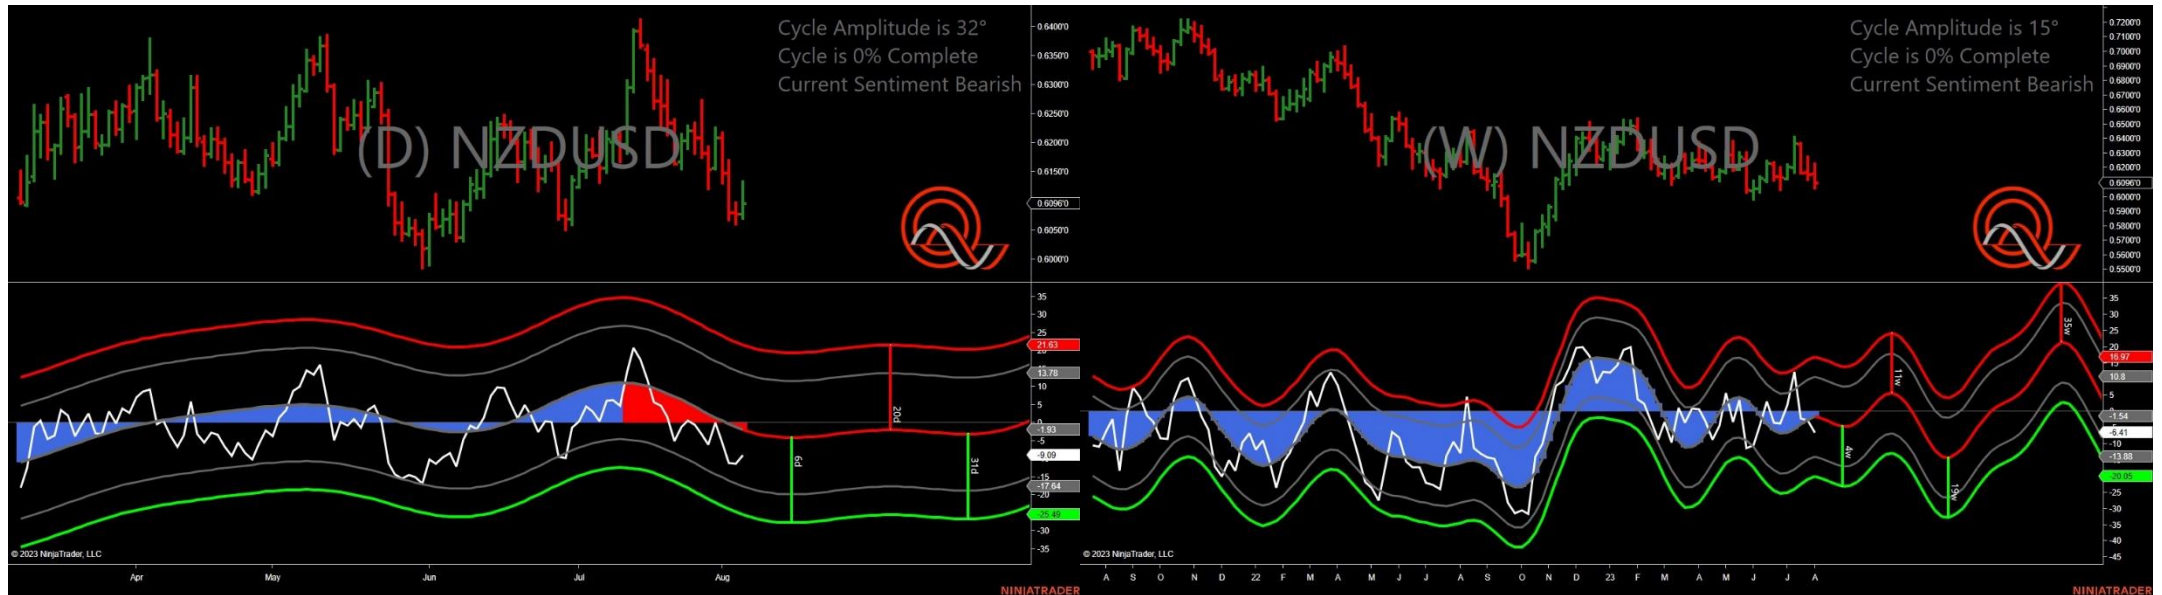 Cycle Amplitude is 32°
Cycle is 0% Complete
Current Sentiment Bearish
(D) NZDUSD
0.6400'0
0.6350'0
0.6300'0
0.6250'0
0.6200'0
0.6150'0
0.6096'0
0.6050'0
0.6000'0
35
30
25
21.63
13.78
10
5
-1.93
-5
-9.09
-15
-17.64
-20
-25.49
-30
-35
6d
20d
31d
© 2023 NinjaTrader, LLC
Apr
May
Jun
Jul
Aug
NINJATRADER
Cycle Amplitude is 15°
Cycle is 0% Complete
Current Sentiment Bearish
(W) NZDUSD
0.7200'0
0.7100'0
0.7000'0
0.6900'0
0.6800'0
0.6700'0
0.6600'0
0.6500'0
0.6400'0
0.6300'0
0.6200'0
0.6096'0
0.6000'0
0.5900'0
0.5800'0
0.5700'0
0.5600'0
0.5500'0
35
30
25
20
16.97
10.8
5
-1.54
-6.41
-10
-13.88
-20.05
-25
-30
-35
-40
-45
4w
11w
19w
35w
© 2023 NinjaTrader, LLC
A S O N D 22 F M A M J J A S O N D 23 F M A M J J A
NINJATRADER